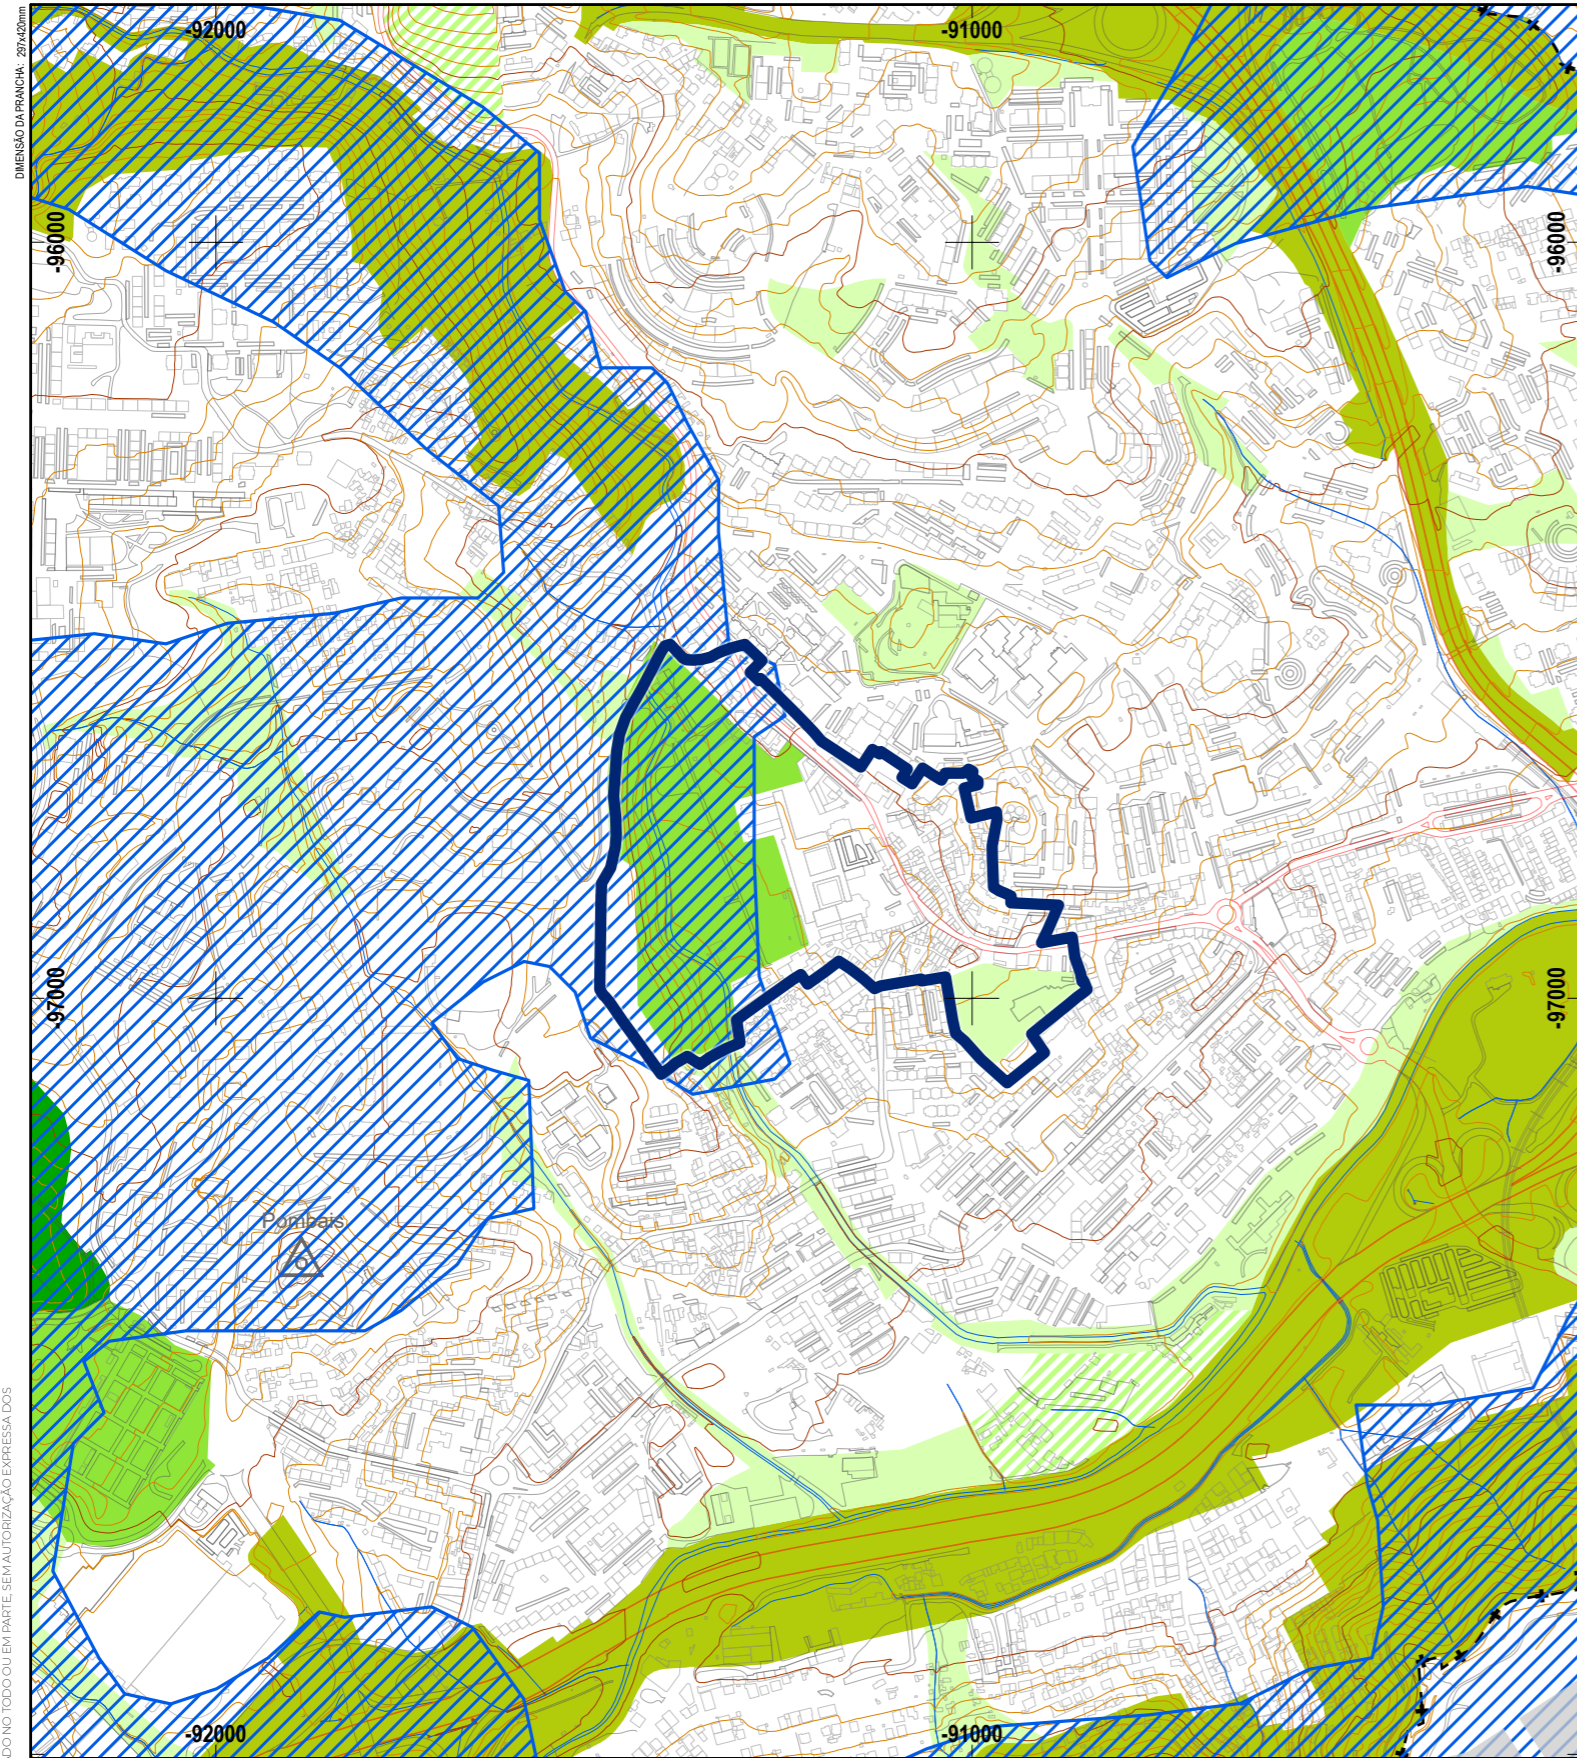 DIMENSÃO DA PRANCHA: 297x420mm
-92000
-91000
-96000
-96000
-97000
-97000
Pombais
DO NO TODO OU EM PARTE, SEM AUTORIZAÇÃO EXPRESSA DOS
-92000
-91000